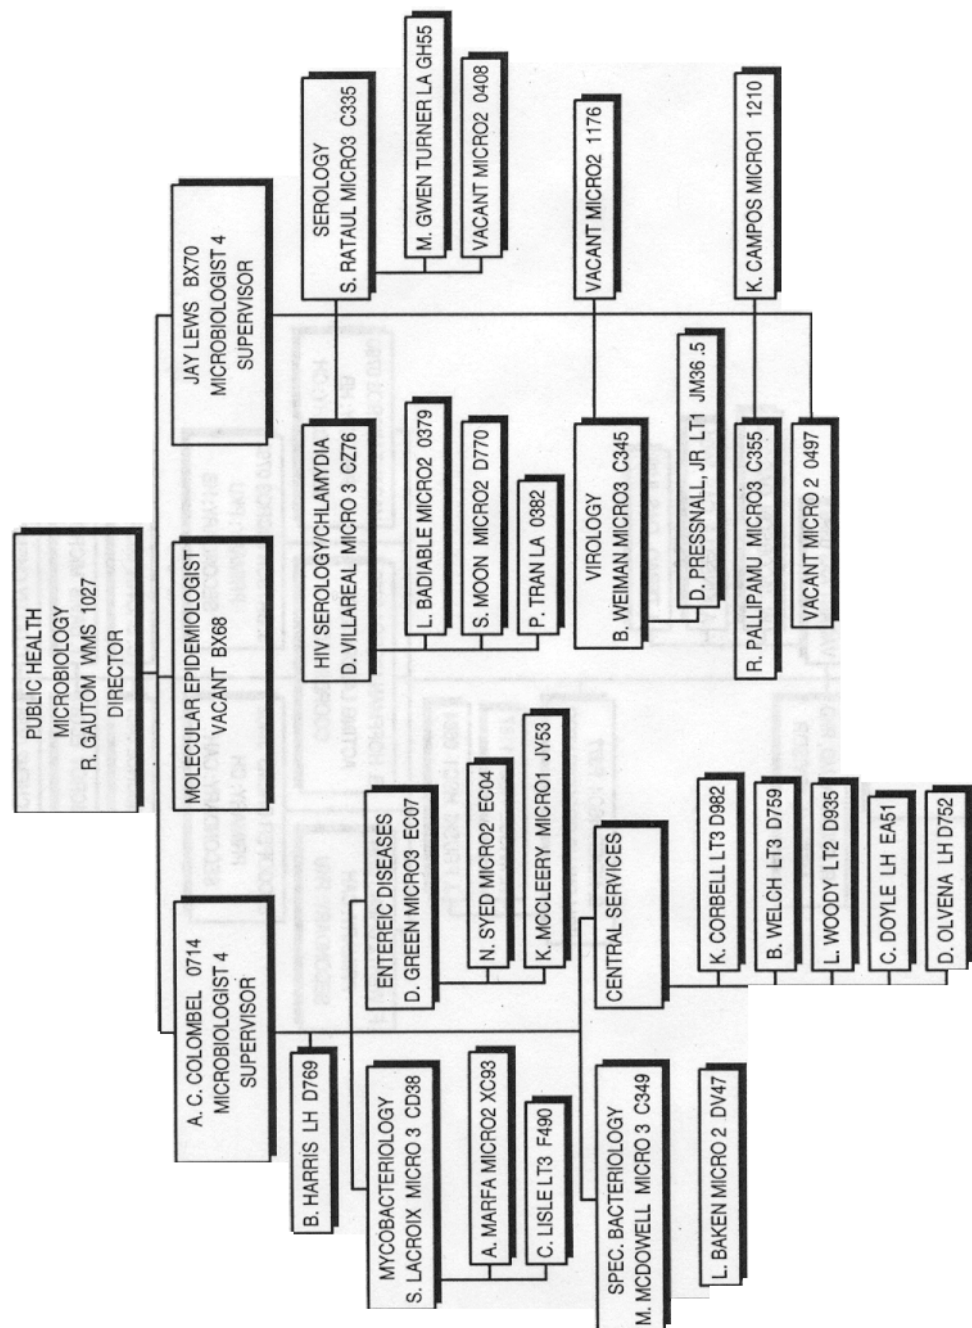 PUBLIC HEALTH
MICROBIOLOGY
R. GAUTOM WMS 1027
DIRECTOR
A. C. COLOMBEL 0714
MICROBIOLOGIST 4
SUPERVISOR
MOLECULAR EPIDEMIOLOGIST
VACANT BX68
JAY LEWS BX70
MICROBIOLOGIST 4
SUPERVISOR
B. HARRIS LH D769
MYCOBACTERIOLOGY
S. LACROIX MICRO 3 CD38
A. MARFA MICRO2 XC93
C. LISLE LT3 F490
ENTEREIC DISEASES
D. GREEN MICRO3 EC07
N. SYED MICRO2 EC04
K. MCCLEERY MICRO1 JY53
SPEC. BACTERIOLOGY
M. MCDOWELL MICRO 3 C349
L. BAKEN MICRO 2 DV47
CENTRAL SERVICES
K. CORBELL LT3 D982
B. WELCH LT3 D759
L. WOODY LT2 D935
C. DOYLE LH EA51
D. OLVENA LH D752
HIV SEROLOGY/CHLAMYDIA
D. VILLAREAL MICRO 3 CZ76
L. BADIABLE MICRO2 0379
S. MOON MICRO2 D770
P. TRAN LA 0382
SEROLOGY
S. RATAUL MICRO3 C335
M. GWEN TURNER LA GH55
VACANT MICRO2 0408
VIROLOGY
B. WEIMAN MICRO3 C345
D. PRESSNALL, JR LT1 JM36 .5
VACANT MICRO2 1176
R. PALLIPAMU MICRO3 C355
K. CAMPOS MICRO1 1210
VACANT MICRO 2 0497